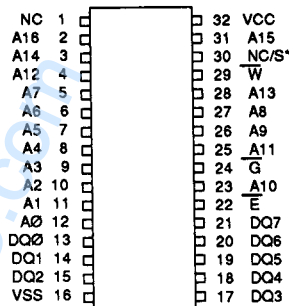 NC 1 32 VCC
A16 2 31 A15
A14 3 30 NC/S*
A12 4 29 W
A7 5 28 A13
A6 6 27 A8
A5 7 26 A9
A4 8 25 A11
A3 9 24 G
A2 10 23 A10
A1 11 22 E
AØ 12 21 DQ7
DQØ 13 20 DQ6
DQ1 14 19 DQ5
DQ2 15 18 DQ4
VSS 16 17 DQ3
.com